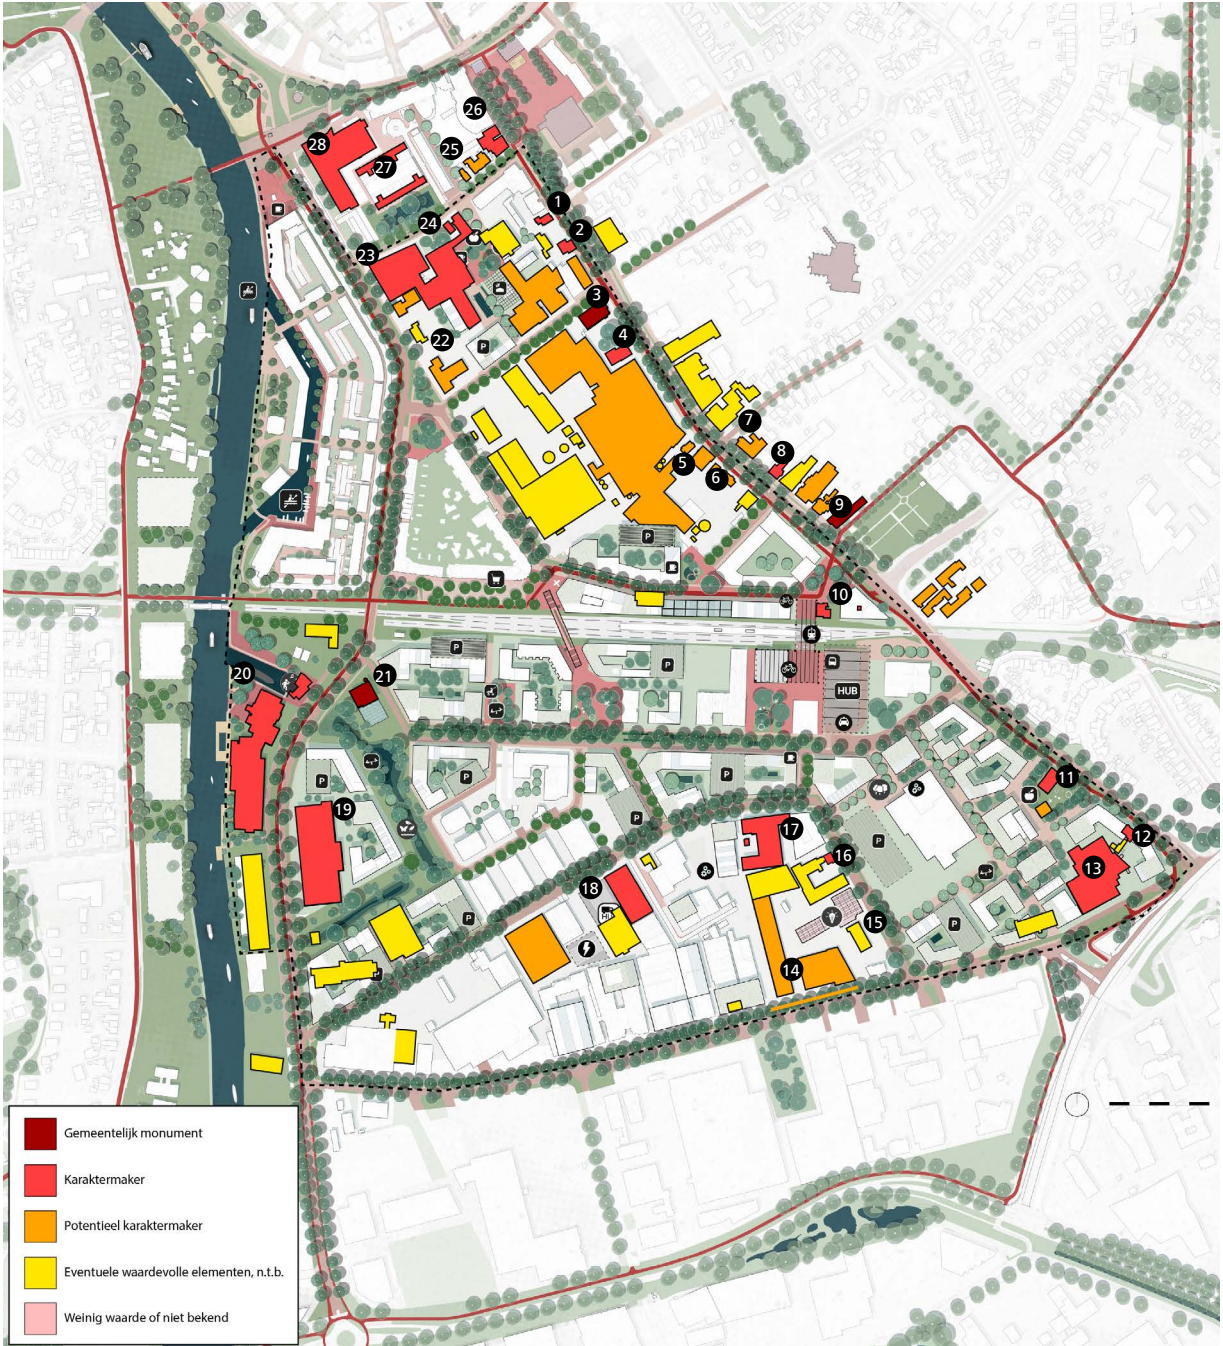 26
28
25
27
1
24
2
23
3
22
4
P
7
8
5
6
9
P
10
P
P
20
21
HUB
P
P
P
11
P
19
17
12
P
16
13
18
P
15
P
14
Gemeentelijk monument
Karaktermaker
Potentieel karaktermaker
Eventuele waardevolle elementen, n.t.b.
Weinig waarde of niet bekend